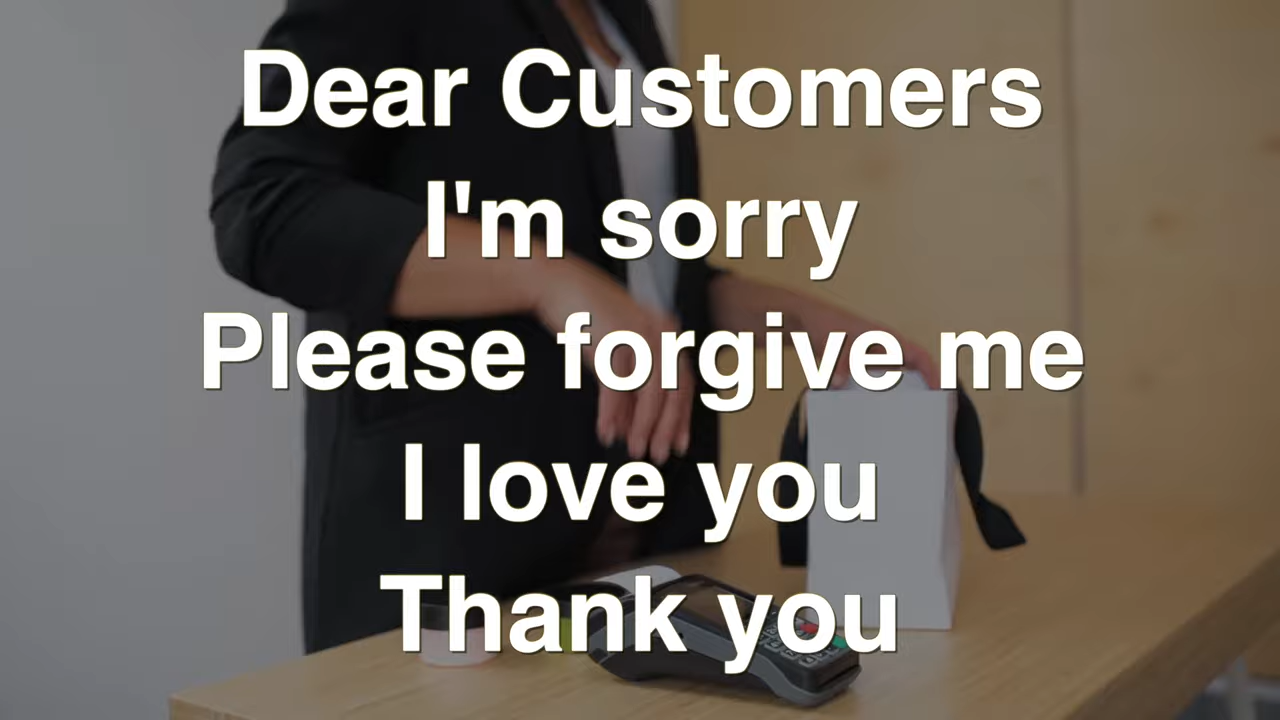 Dear Customers
I'm sorry
Please forgive me
I love you
Thank you